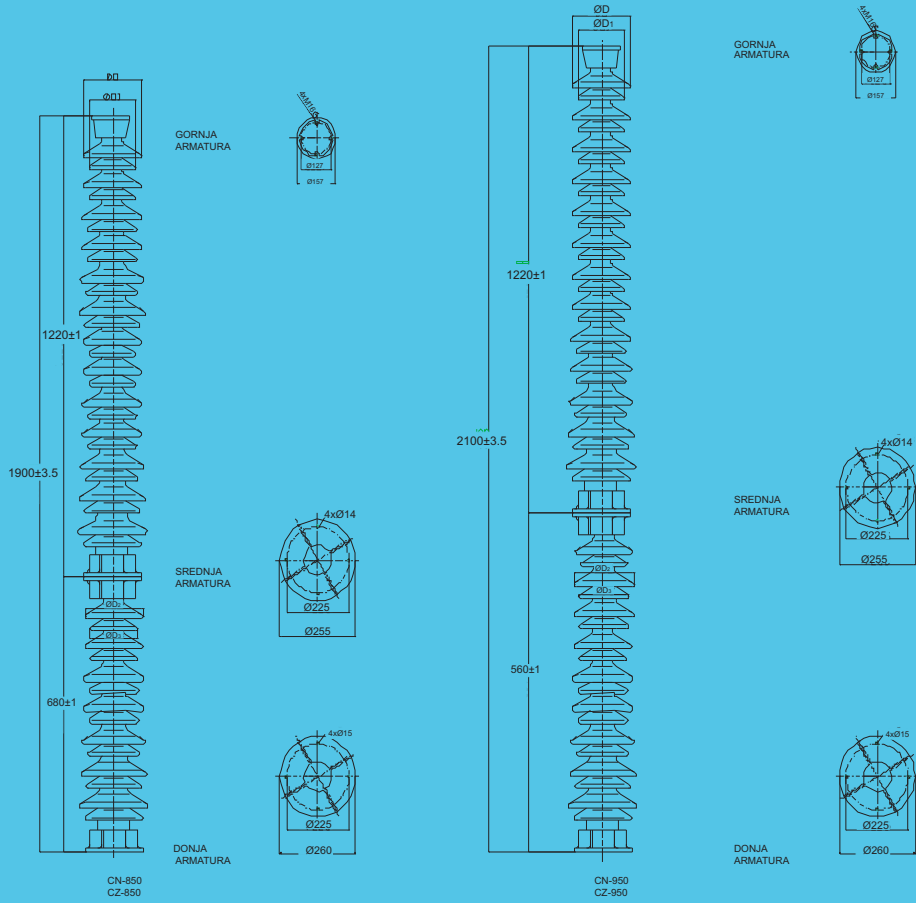 GORNJA
ARMATURA
4xM16
Ø127
Ø157
1220±1
1900±3.5
4xØ14
SREDNJA
ARMATURA
Ø225
Ø255
ØD₂
ØD₃
680±1
4xØ15
Ø225
Ø260
DONJA
ARMATURA
CN-850
CZ-850
ØD
ØD₁
GORNJA
ARMATURA
4xM16
Ø127
Ø157
1220±1
2100±3.5
4xØ14
SREDNJA
ARMATURA
Ø225
Ø255
ØD₂
ØD₃
560±1
4xØ15
Ø225
Ø260
DONJA
ARMATURA
CN-950
CZ-950